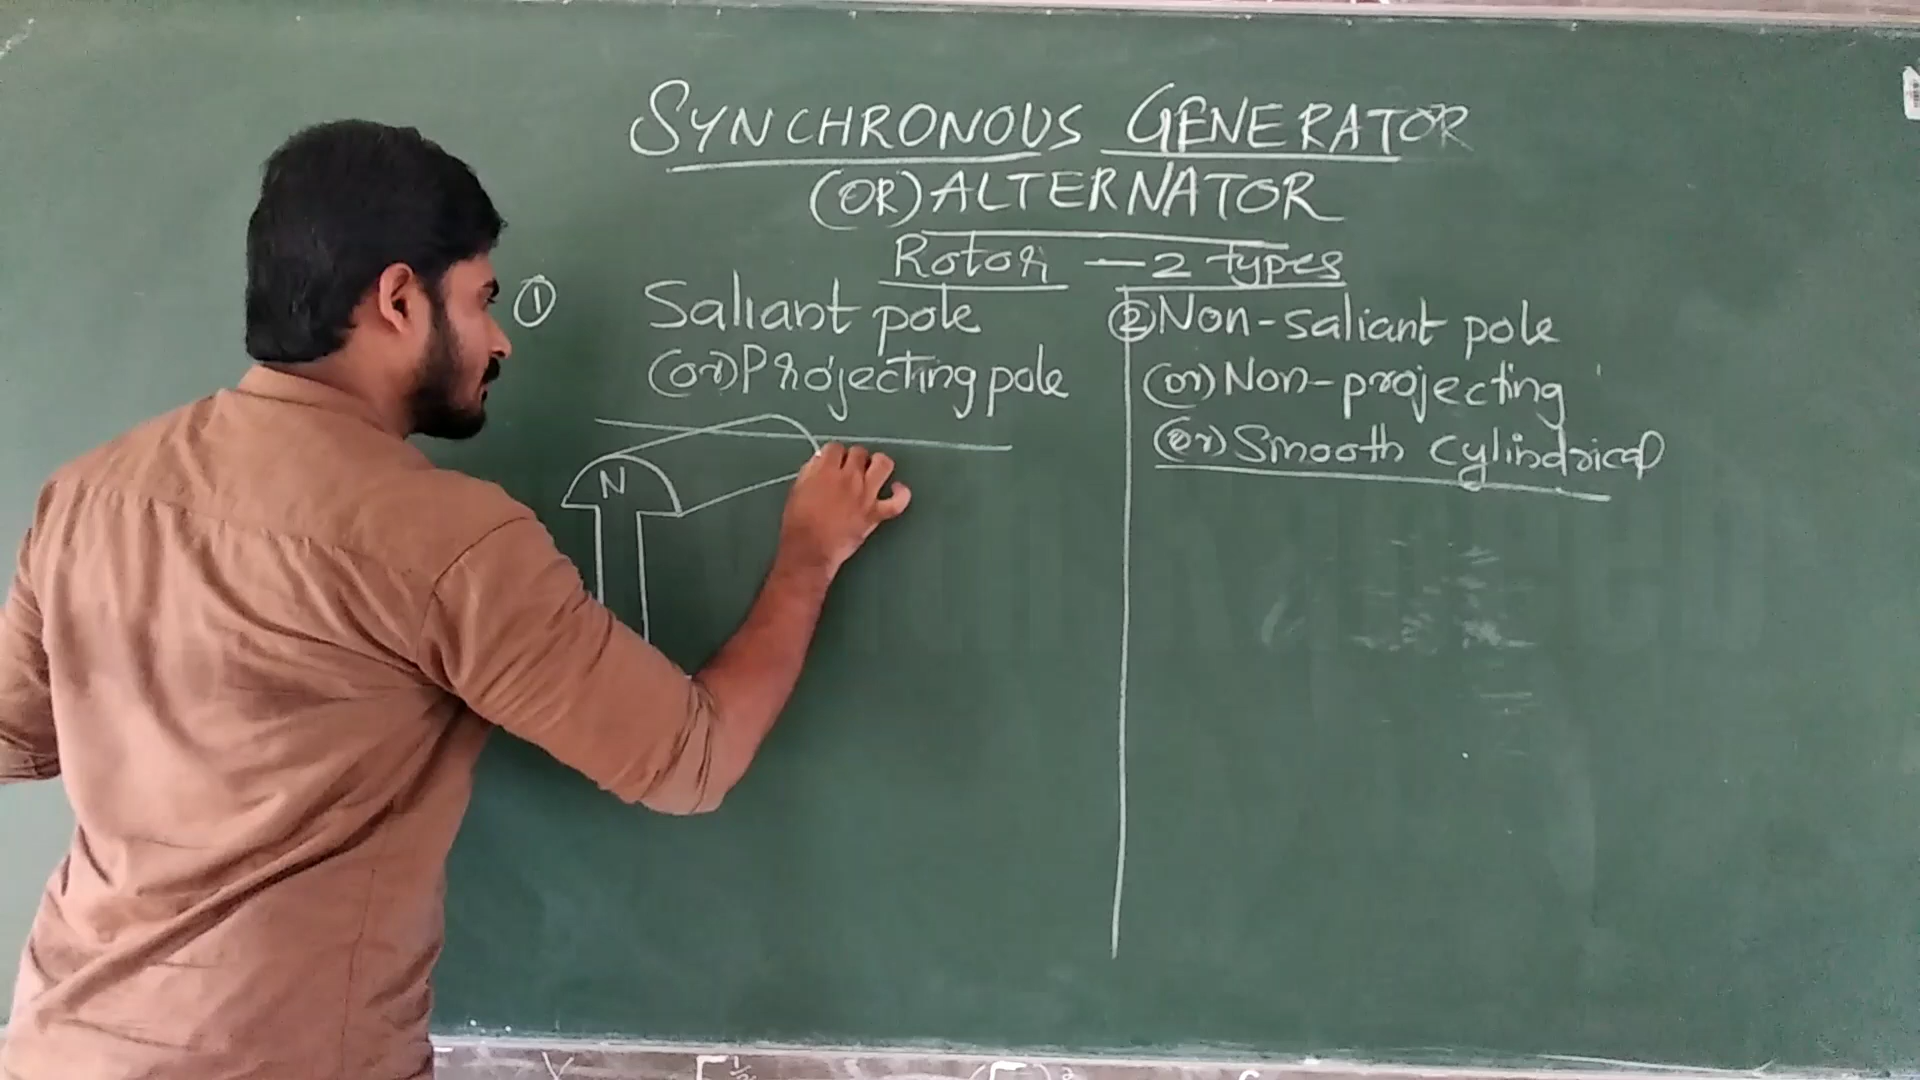 SYNCHRONOUS GENERATOR
(OR) ALTERNATOR
Rotor — 2 types
① Saliant pole
(or) Projecting pole
N
② Non-saliant pole
(or) Non-projecting
(or) Smooth cylindrical